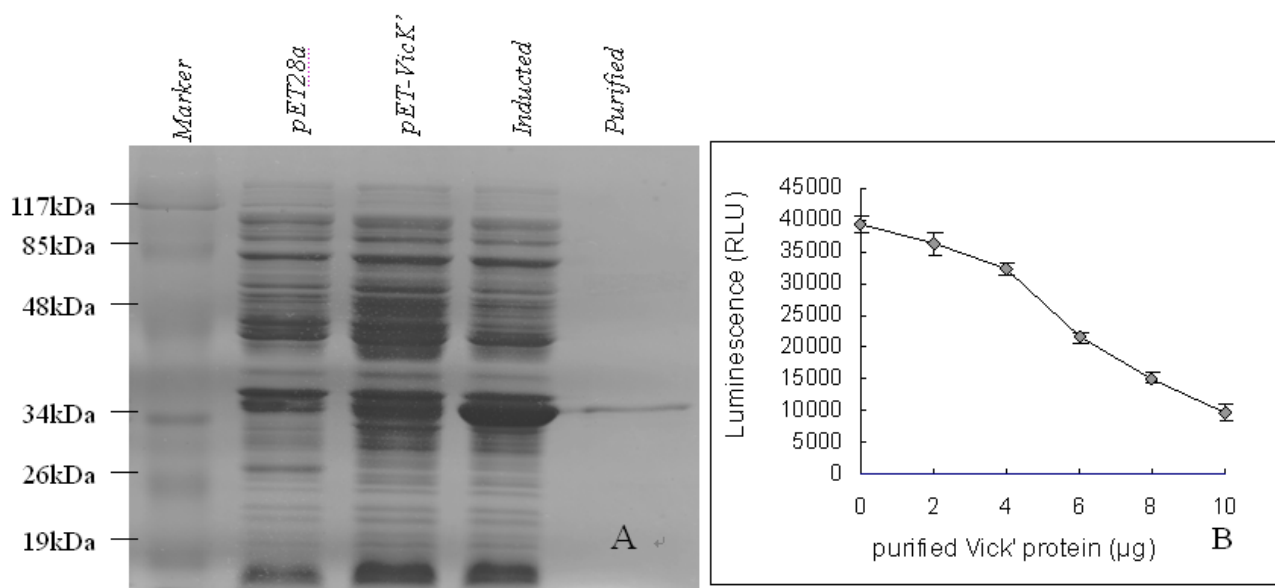 Marker
pET28a
pET-VicK'
Inducted
Purified
117kDa
85kDa
48kDa
34kDa
26kDa
19kDa
A
Luminescence (RLU)
45000
40000
35000
30000
25000
20000
15000
10000
5000
0
0 2 4 6 8 10
purified Vick' protein (µg)
B